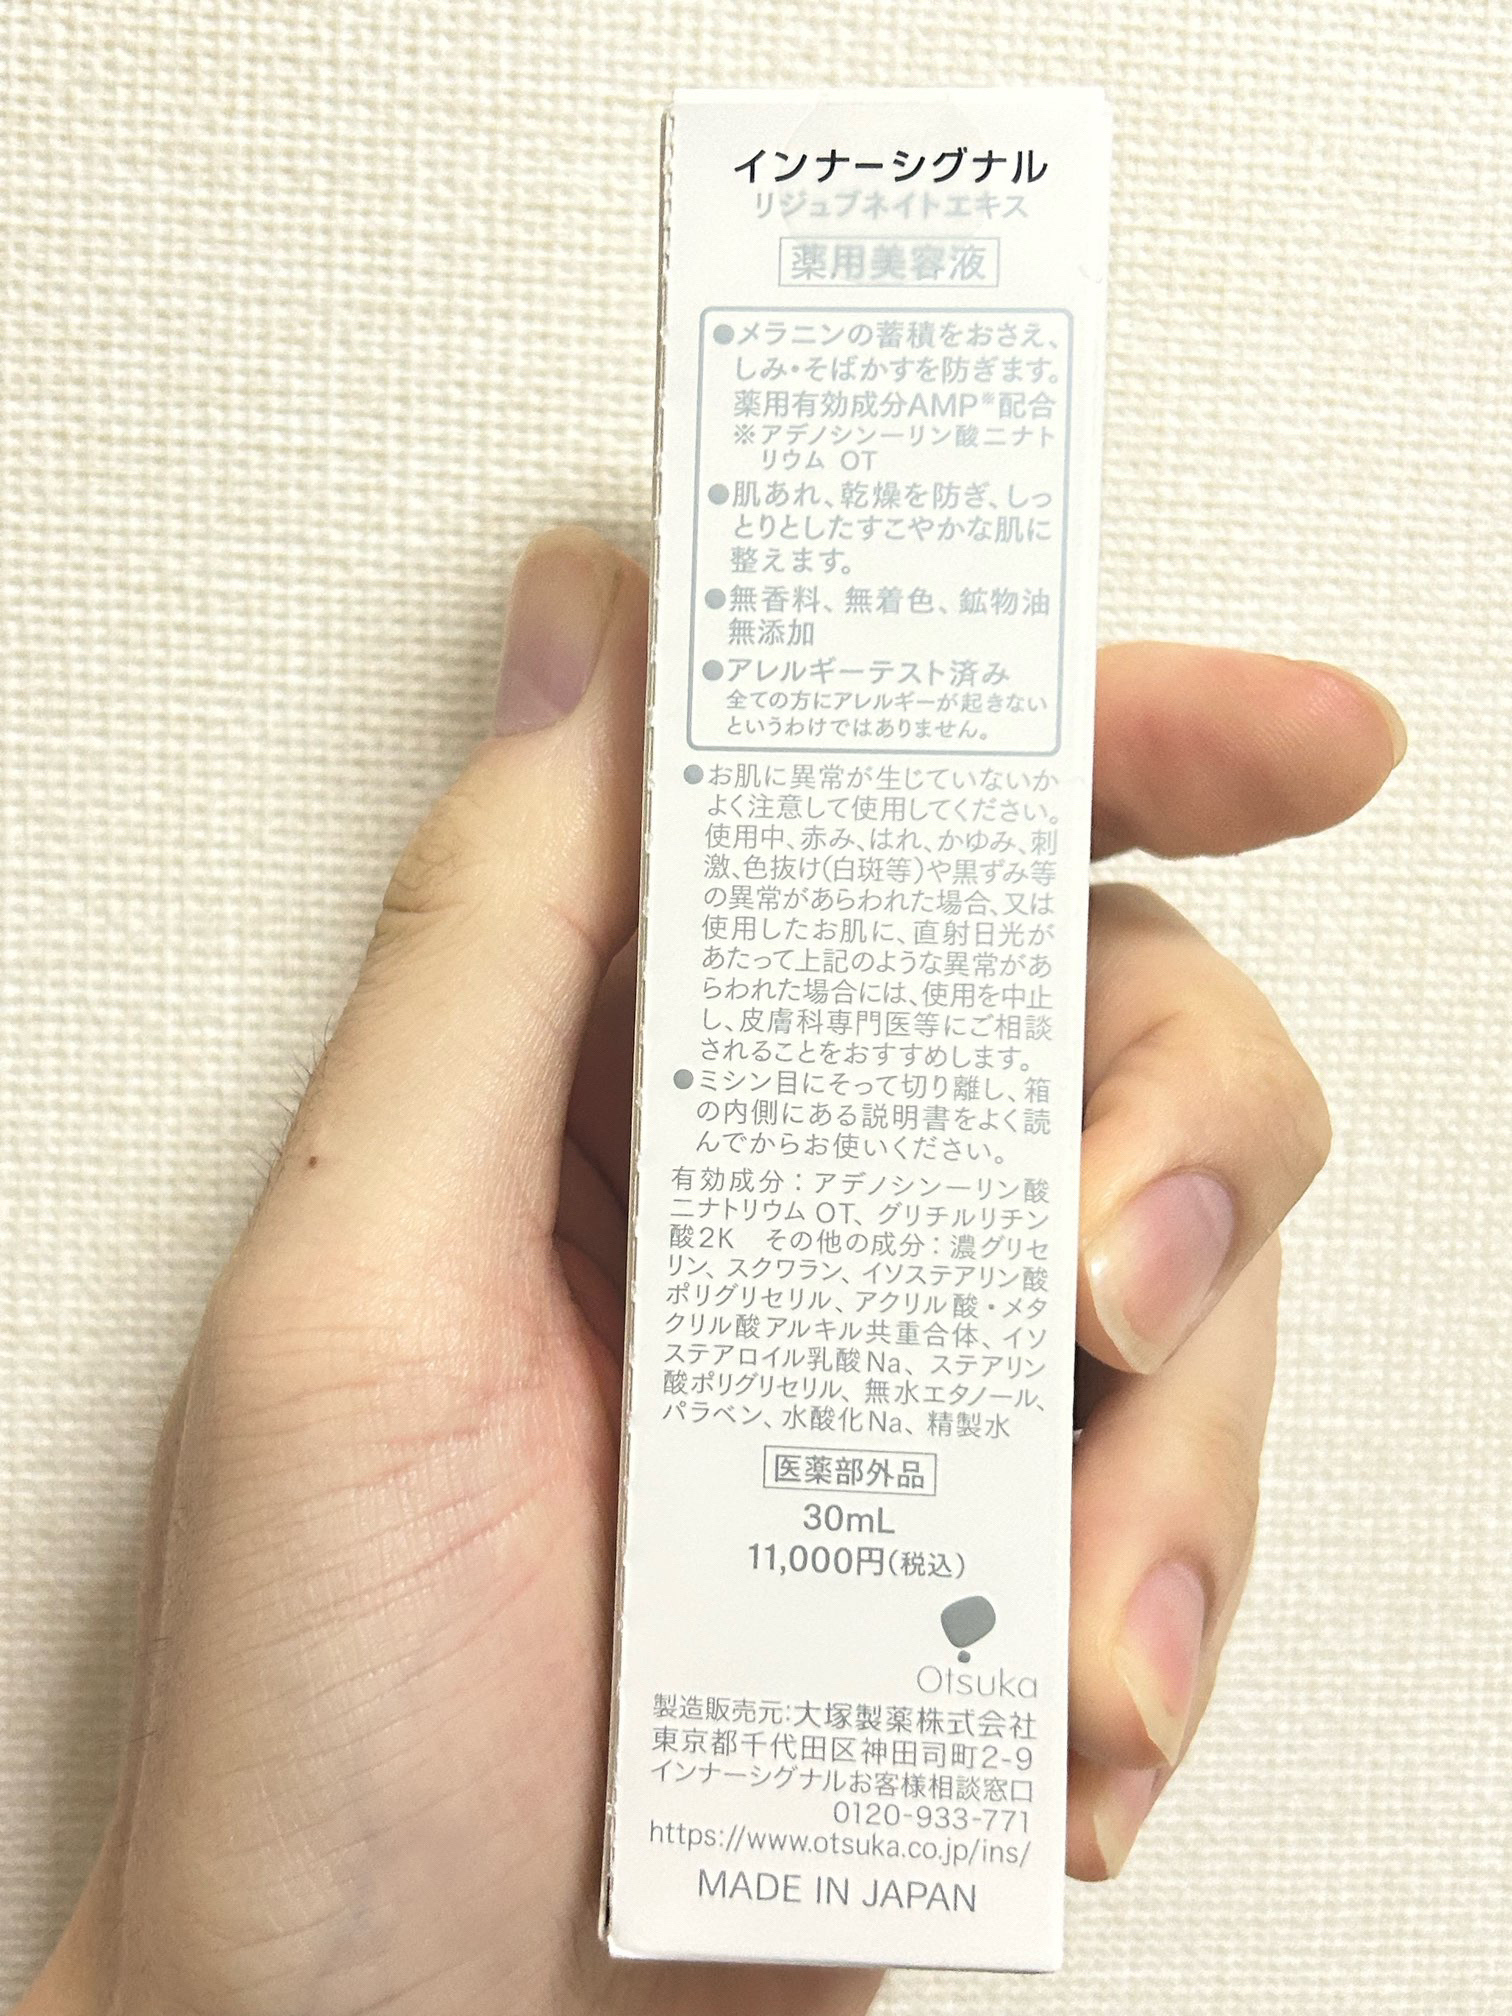 インナーシグナル
リジュブネイトエキス
薬用美容液
●メラニンの蓄積をおさえ、
しみ・そばかすを防ぎます。
薬用有効成分AMP※配合
※アデノシン一リン酸ニナト
リウム OT
●肌あれ、乾燥を防ぎ、しっ
とりとしたすこやかな肌に
整えます。
●無香料、無着色、鉱物油
無添加
●アレルギーテスト済み
全ての方にアレルギーが起きない
というわけではありません。
●お肌に異常が生じていないか
よく注意して使用してください。
使用中、赤み、はれ、かゆみ、刺
激、色抜け(白斑等)や黒ずみ等
の異常があらわれた場合、又は
使用したお肌に、直射日光が
あたって上記のような異常があ
らわれた場合には、使用を中止
し、皮膚科専門医等にご相談
されることをおすすめします。
●ミシン目にそって切り離し、箱
の内側にある説明書をよく読
んでからお使いください。
有効成分：アデノシン一リン酸
ニナトリウム OT、グリチルリチン
酸2K その他の成分：濃グリセ
リン、スクワラン、イソステアリン酸
ポリグリセリル、アクリル酸・メタ
クリル酸アルキル共重合体、イソ
ステアロイル乳酸Na、ステアリン
酸ポリグリセリル、無水エタノール、
パラベン、水酸化Na、精製水
医薬部外品
30mL
11,000円(税込)
Otsuka
製造販売元：大塚製薬株式会社
東京都千代田区神田司町2-9
インナーシグナルお客様相談窓口
0120-933-771
https://www.otsuka.co.jp/ins/
MADE IN JAPAN